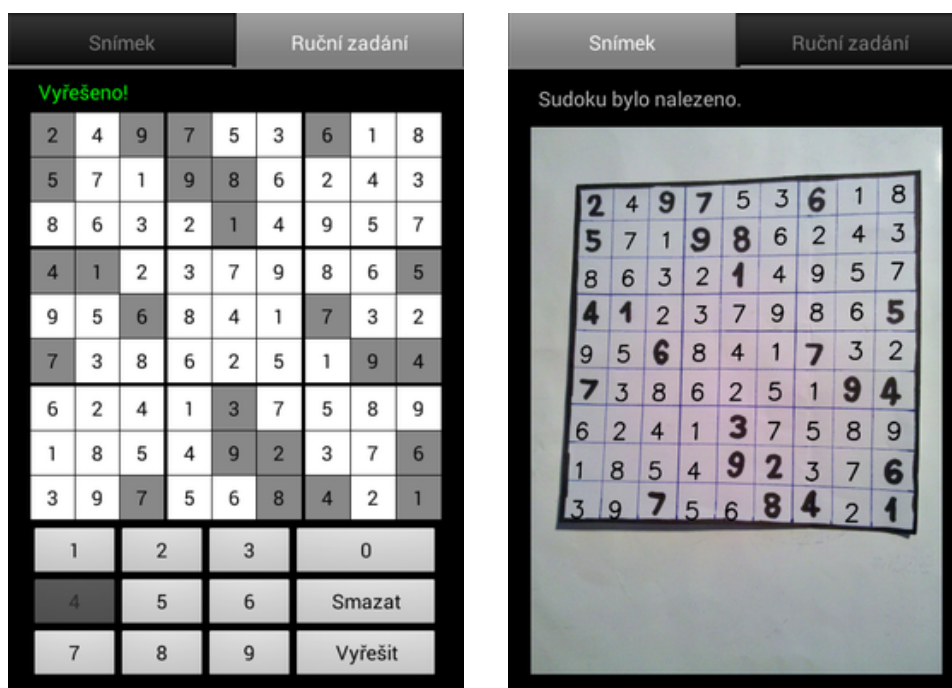 Snímek Ruční zadání
Vyřešeno!
2 4 9 7 5 3 6 1 8
5 7 1 9 8 6 2 4 3
8 6 3 2 1 4 9 5 7
4 1 2 3 7 9 8 6 5
9 5 6 8 4 1 7 3 2
7 3 8 6 2 5 1 9 4
6 2 4 1 3 7 5 8 9
1 8 5 4 9 2 3 7 6
3 9 7 5 6 8 4 2 1
1 2 3 0
4 5 6 Smazat
7 8 9 Vyřešit
Snímek Ruční zadání
Sudoku bylo nalezeno.
2 4 9 7 5 3 6 1 8
5 7 1 9 8 6 2 4 3
8 6 3 2 1 4 9 5 7
4 1 2 3 7 9 8 6 5
9 5 6 8 4 1 7 3 2
7 3 8 6 2 5 1 9 4
6 2 4 1 3 7 5 8 9
1 8 5 4 9 2 3 7 6
3 9 7 5 6 8 4 2 1